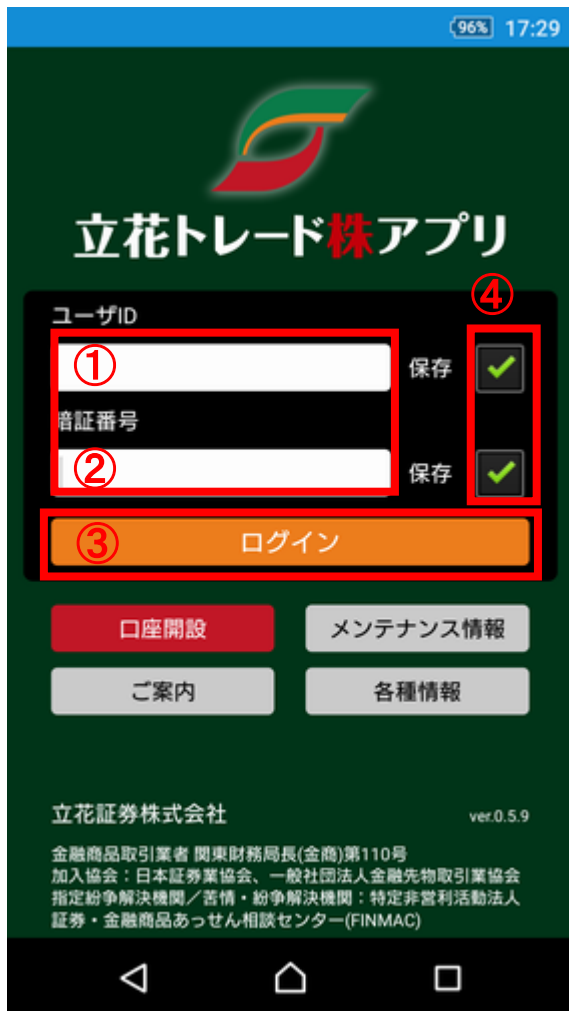 96% 17:29
立花トレード株アプリ
④
ユーザID
① 保存
暗証番号
② 保存
③ ログイン
口座開設 メンテナンス情報
ご案内 各種情報
立花証券株式会社 ver.0.5.9
金融商品取引業者 関東財務局長(金商)第110号
加入協会：日本証券業協会、一般社団法人金融先物取引業協会
指定紛争解決機関／苦情・紛争解決機関：特定非営利活動法人
証券・金融商品あっせん相談センター(FINMAC)